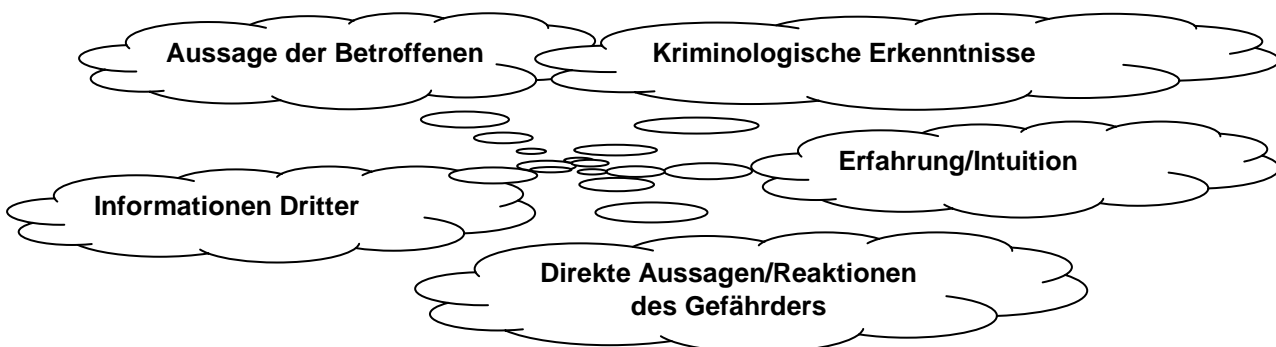 Aussage der Betroffenen
Kriminologische Erkenntnisse
Erfahrung/Intuition
Informationen Dritter
Direkte Aussagen/Reaktionen
des Gefährders